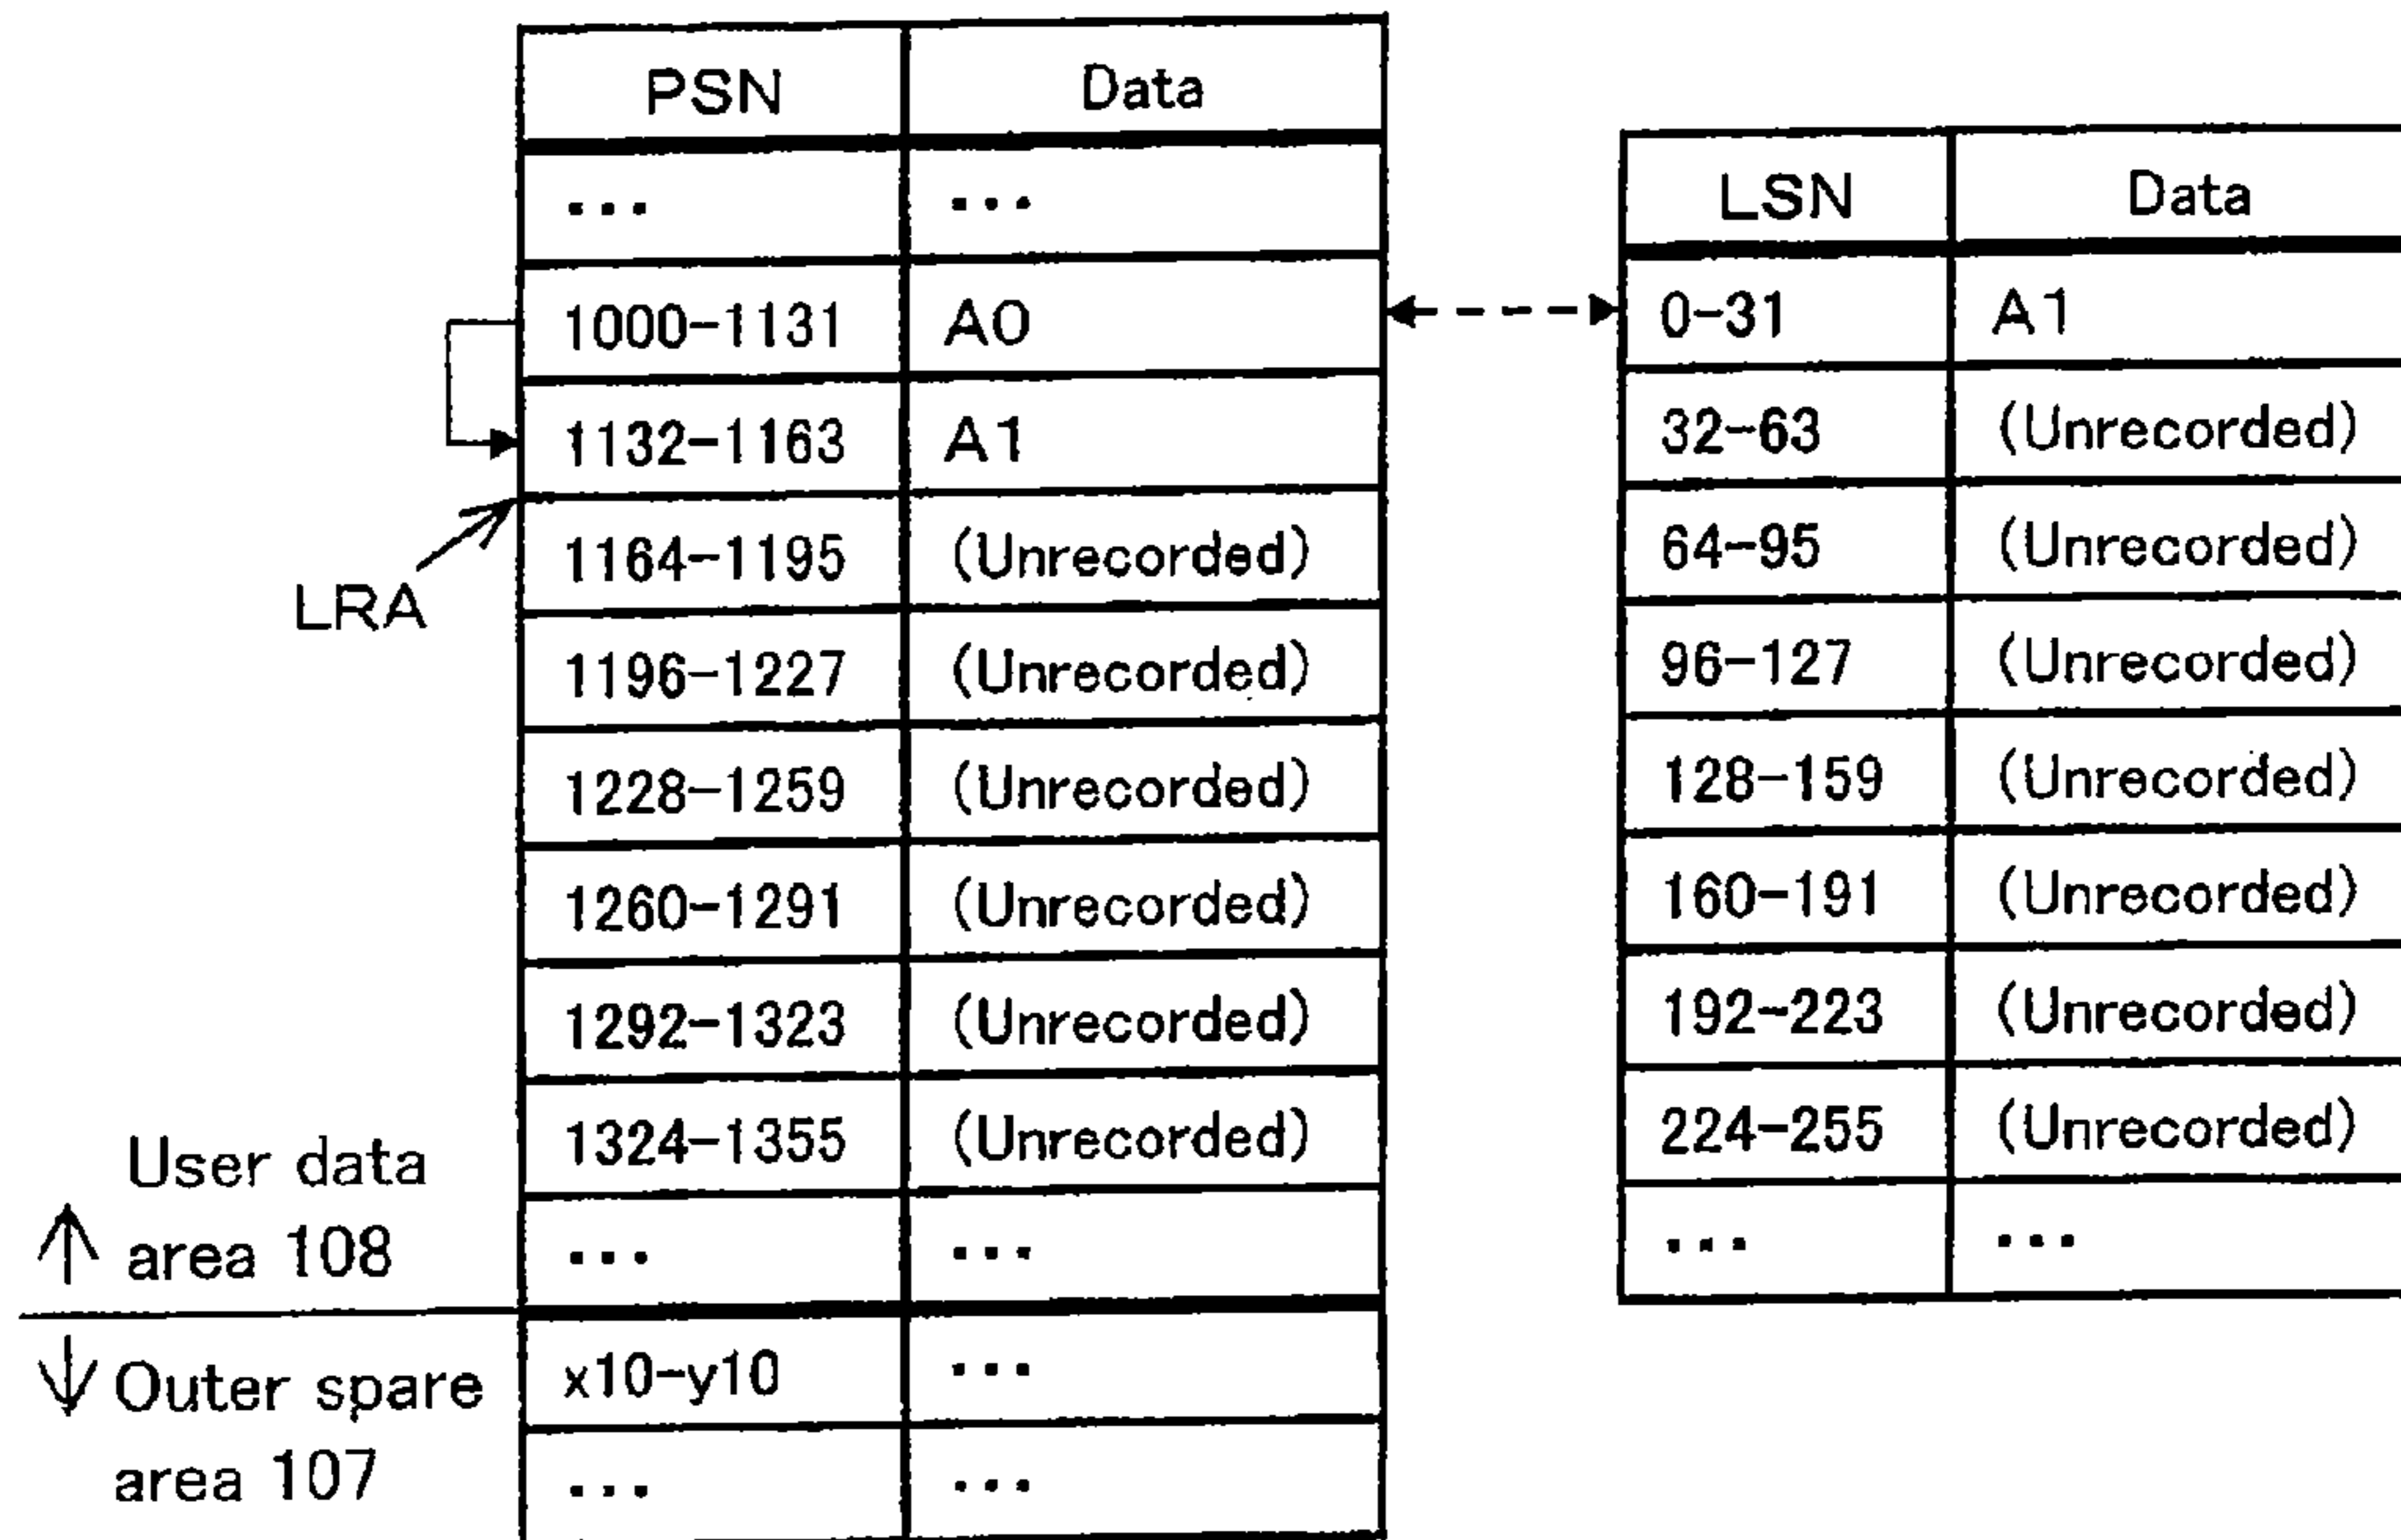 PSN Data
... ...
1000-1131 A0
1132-1163 A1
LRA
1164-1195 (Unrecorded)
1196-1227 (Unrecorded)
1228-1259 (Unrecorded)
1260-1291 (Unrecorded)
1292-1323 (Unrecorded)
1324-1355 (Unrecorded)
... ...
User data
area 108
x10-y10 ...
... ...
Outer spare
area 107
LSN Data
0-31 A1
32-63 (Unrecorded)
64-95 (Unrecorded)
96-127 (Unrecorded)
128-159 (Unrecorded)
160-191 (Unrecorded)
192-223 (Unrecorded)
224-255 (Unrecorded)
... ...